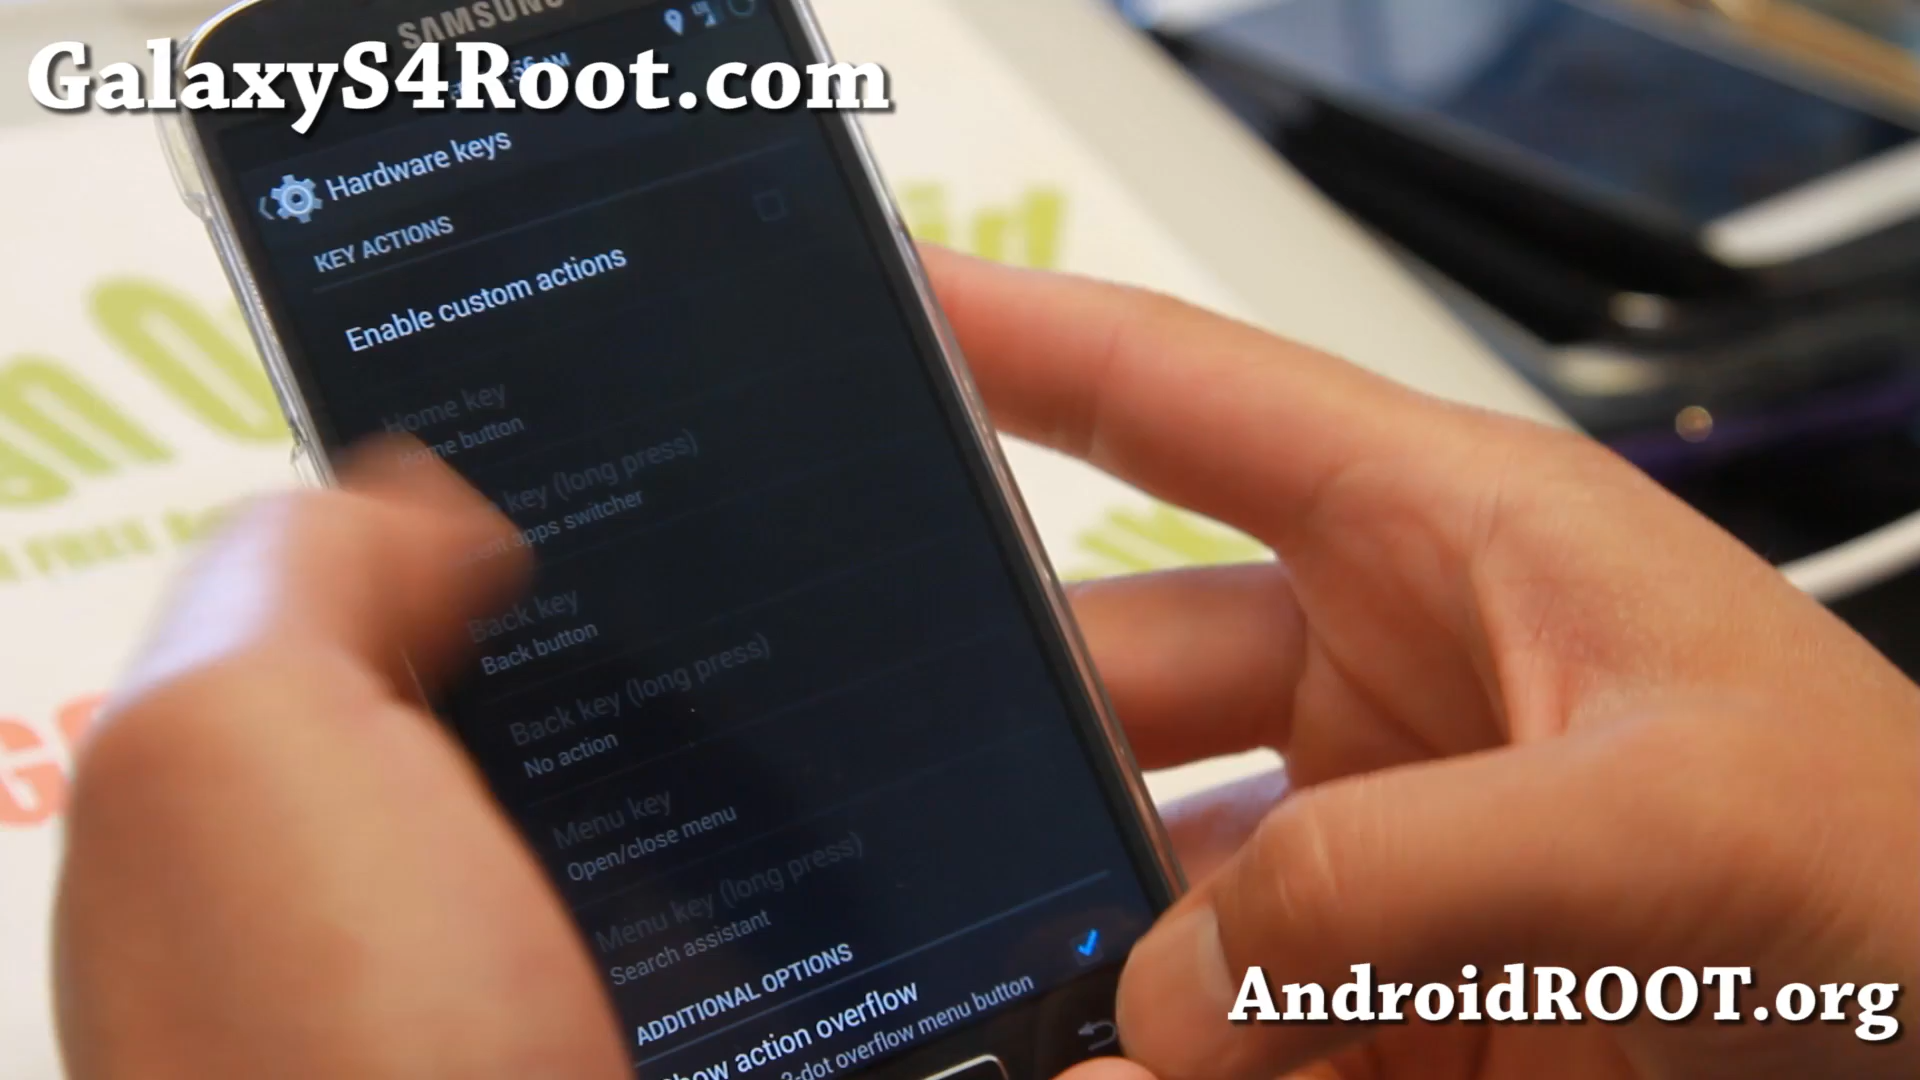 SAMSUNG
GalaxyS4Root.com
Hardware keys
KEY ACTIONS
Enable custom actions
Home key
Home button
key (long press)
apps switcher
Back key
Back button
Back key (long press)
No action
Menu key
Open/close menu
Menu key (long press)
Search assistant
ADDITIONAL OPTIONS
action overflow
3-dot overflow menu button
AndroidROOT.org